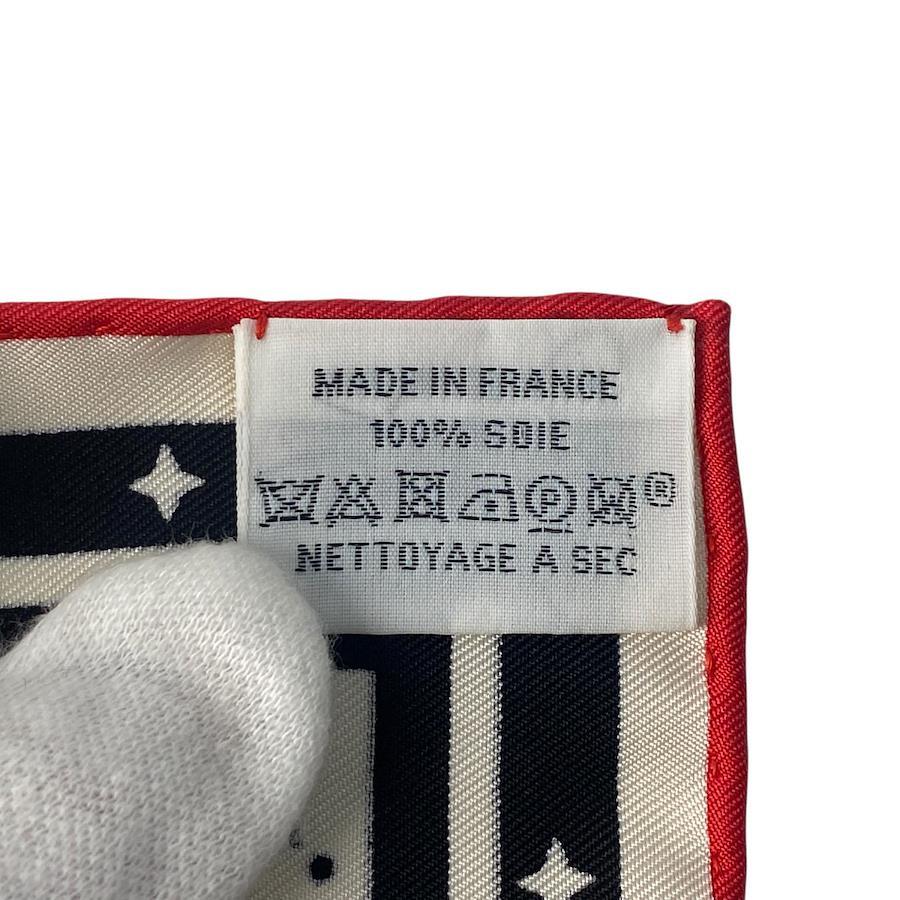 MADE IN FRANCE
100% SOIE
P ®
NETTOYAGE A SEC